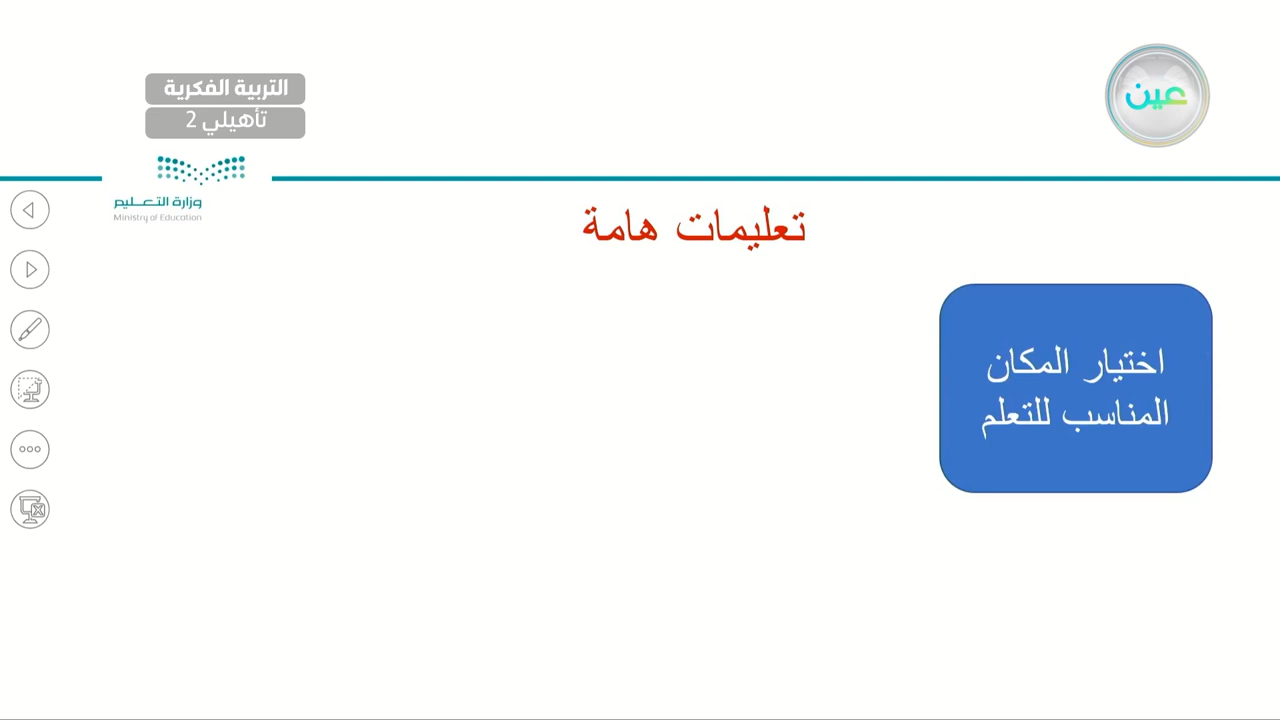 عين
التربية الفكرية
تأهيلي 2
وزارة التعليم
Ministry of Education
تعليمات هامة
اختيار المكان
المناسب للتعلم